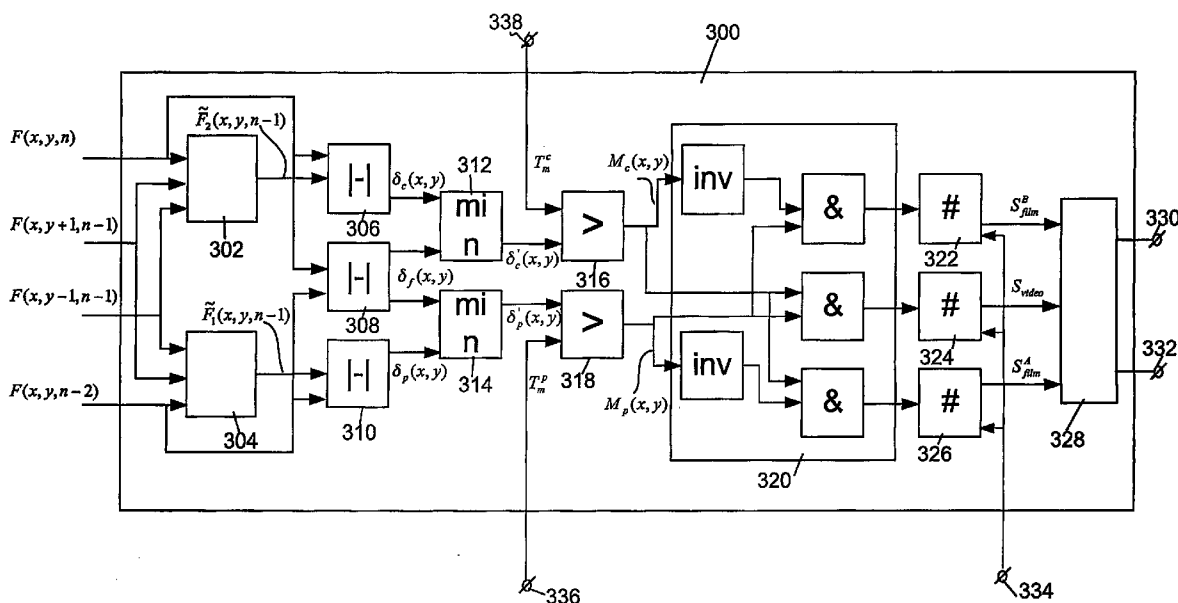 338
300
F(x, y, n)
F̃₂(x, y, n−1)
302
|-|
306
δ_c(x, y)
312
mi
n
T_m^c
M_c(x, y)
inv
&
#
322
S_film^B
330
F(x, y+1, n−1)
>
316
δ'_c(x, y)
|-|
308
δ_f(x, y)
F(x, y−1, n−1)
F̃₁(x, y, n−1)
304
mi
n
314
δ'_p(x, y)
>
318
&
#
324
S_video
332
F(x, y, n−2)
|-|
310
δ_p(x, y)
T_m^p
M_p(x, y)
inv
&
#
326
S_film^A
328
320
336
334